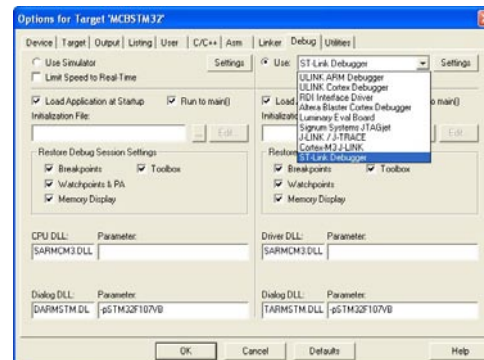 Options for Target 'MCBSTM32'
Device Target Output Listing User C/C++ Asm Linker Debug Utilities
Use Simulator Settings
Limit Speed to Real-Time
Use: ST-Link Debugger Settings
ULINK ARM Debugger
ULINK Cortex Debugger
RDI Interface Driver
Altera Blaster Cortex Debugger
Luminary Eval Board
Signum Systems JTAGjet
J-LINK / J-TRACE
Cortex-M3 J-LINK
ST-Link Debugger
Load Application at Startup Run to main()
Initialization File:
... Edit...
Restore Debug Session Settings
Breakpoints Toolbox
Watchpoints & PA
Memory Display
Load o main()
Initializatio
Edit...
Restore
Breakpoints Toolbox
Watchpoints
Memory Display
CPU DLL: Parameter:
SARMCM3.DLL
Driver DLL: Parameter:
SARMCM3.DLL
Dialog DLL: Parameter:
DARMSTM.DL -pSTM32F107VB
Dialog DLL: Parameter:
TARMSTM.DLL -pSTM32F107VB
OK Cancel Defaults Help